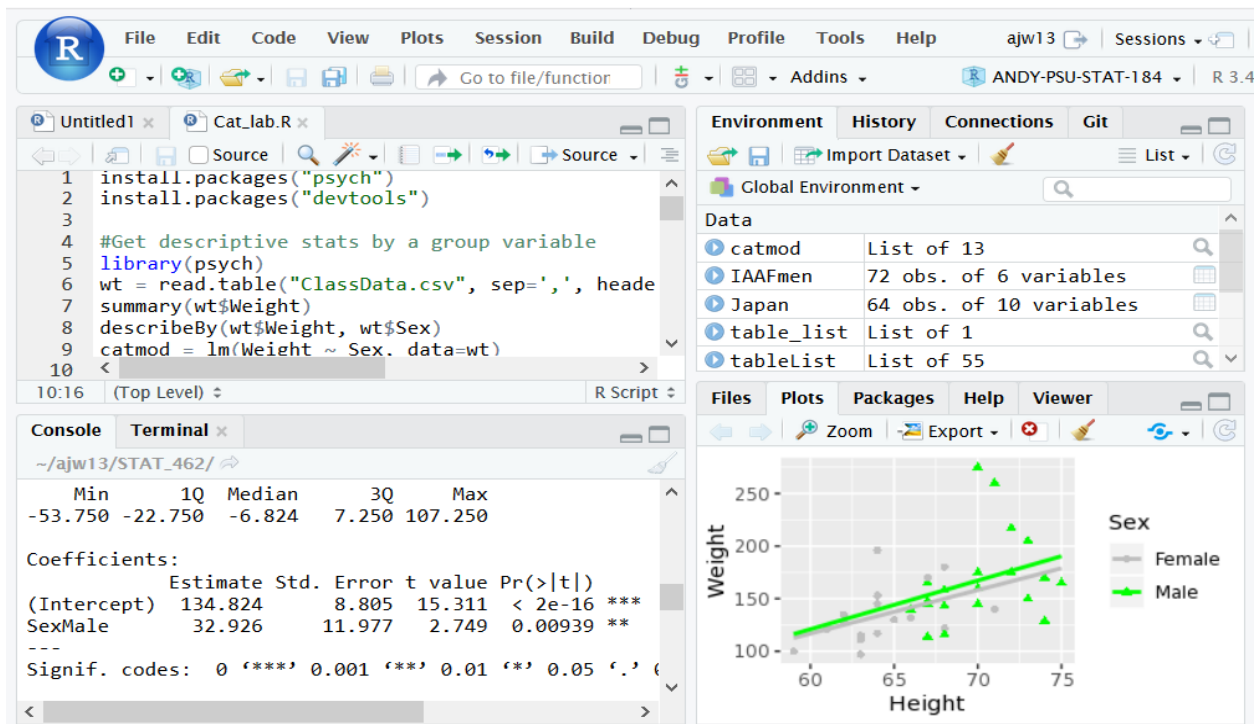 R File Edit Code View Plots Session Build Debug Profile Tools Help ajw13 Sessions
Go to file/function Addins R ANDY-PSU-STAT-184 R 3.4
Untitled1 Cat_lab.R
Source Source
1 install.packages("psych")
2 install.packages("devtools")
3
4 #Get descriptive stats by a group variable
5 library(psych)
6 wt = read.table("ClassData.csv", sep=',', heade
7 summary(wt$Weight)
8 describeBy(wt$Weight, wt$Sex)
9 catmod = lm(Weight ~ Sex, data=wt)
10
10:16 (Top Level) R Script
Console Terminal
~/ajw13/STAT_462/
Min 1Q Median 3Q Max
-53.750 -22.750 -6.824 7.250 107.250
Coefficients:
Estimate Std. Error t value Pr(>|t|)
(Intercept) 134.824 8.805 15.311 < 2e-16 ***
SexMale 32.926 11.977 2.749 0.00939 **
---
Signif. codes: 0 ‘***’ 0.001 ‘**’ 0.01 ‘*’ 0.05 ‘.’
Environment History Connections Git
Import Dataset List
Global Environment
Data
catmod List of 13
IAAFmen 72 obs. of 6 variables
Japan 64 obs. of 10 variables
table_list List of 1
tableList List of 55
Files Plots Packages Help Viewer
Zoom Export
250
200
150
100
Weight
60 65 70 75
Height
Sex
Female
Male